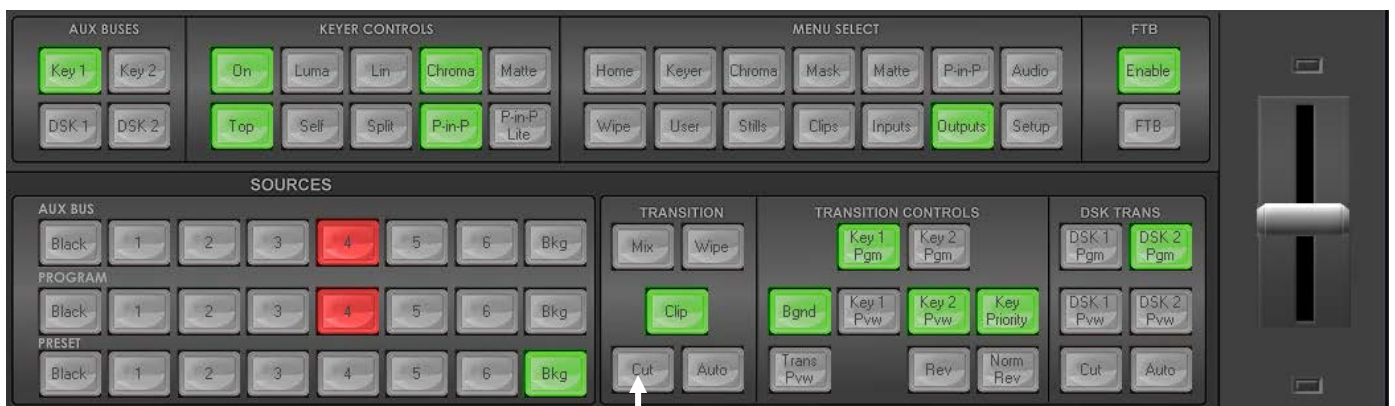 AUX BUSES KEYER CONTROLS MENU SELECT FTB
Key 1 Key 2 On Luma Lin Chroma Matte Home Keyer Chroma Mask Matte P-in-P Audio Enable
DSK 1 DSK 2 Top Self Split P-in-P P-in-P Lite Wipe User Stills Clips Inputs Outputs Setup FTB
SOURCES
AUX BUS TRANSITION TRANSITION CONTROLS DSK TRANS
Black 1 2 3 4 5 6 Bkg Mix Wipe Key 1 Pgm Key 2 Pgm DSK 1 Pgm DSK 2 Pgm
PROGRAM
Black 1 2 3 4 5 6 Bkg Clip Bgnd Key 1 Pvw Key 2 Pvw Key Priority DSK 1 Pvw DSK 2 Pvw
PRESET
Black 1 2 3 4 5 6 Bkg Cut Auto Trans Pvw Rev Norm Rev Cut Auto